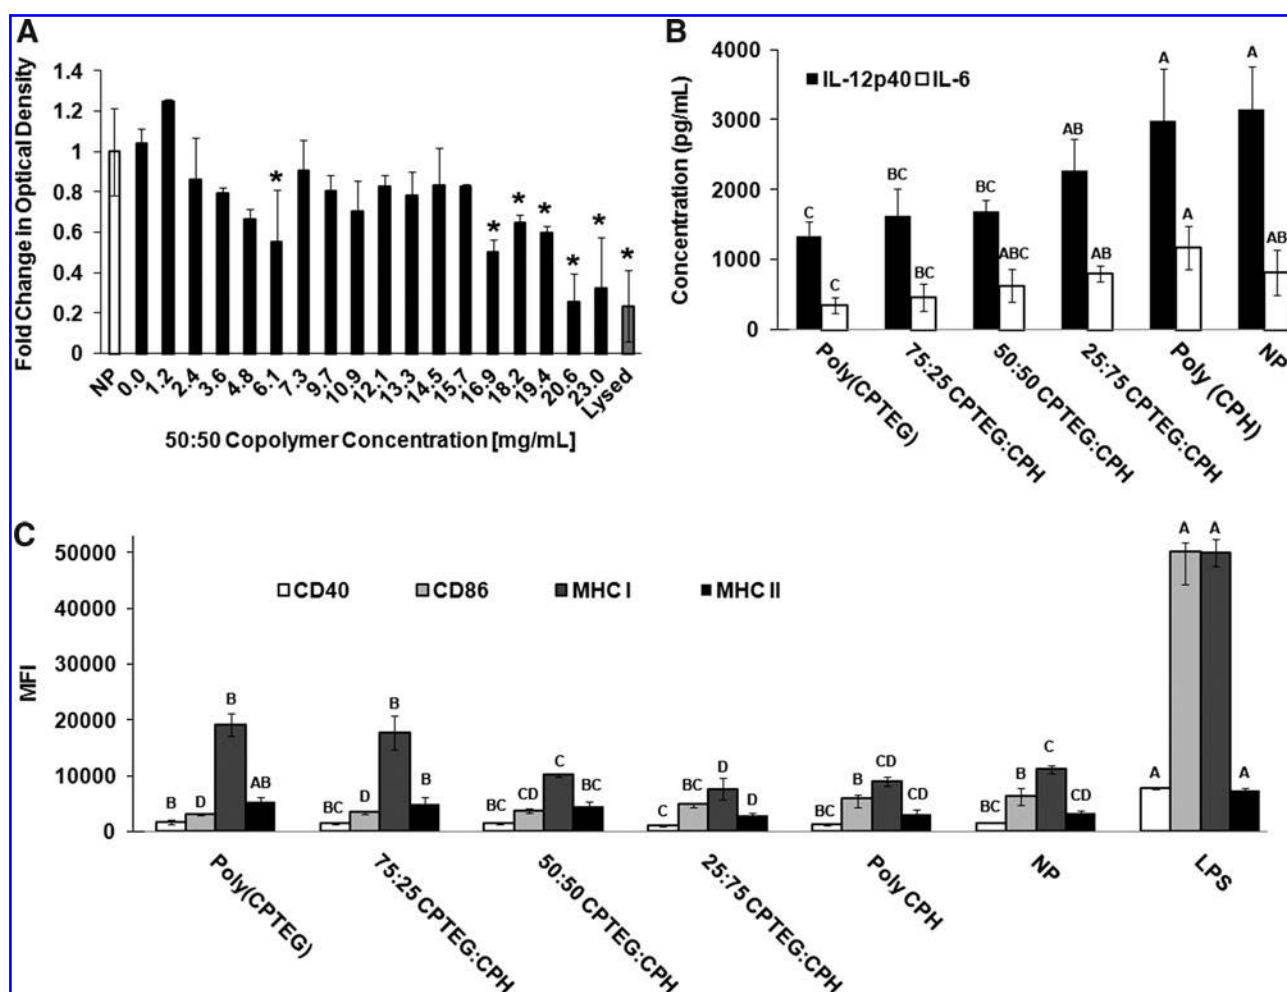 A
Fold Change in Optical Density
1.4
1.2
1
0.8
0.6
0.4
0.2
0
*
*
*
*
*
*
*
NP
0.0
1.2
2.4
3.6
4.8
6.1
7.3
9.7
10.9
12.1
13.3
14.5
15.7
16.9
18.2
19.4
20.6
23.0
Lysed
50:50 Copolymer Concentration [mg/mL]
B
Concentration (pg/mL)
4000
3000
2000
1000
0
IL-12p40 IL-6
C
C
BC
BC
BC
ABC
AB
AB
A
A
A
AB
Poly(CPTEG)
75:25 CPTEG:CPH
50:50 CPTEG:CPH
25:75 CPTEG:CPH
Poly (CPH)
NP
C
MFI
50000
40000
30000
20000
10000
0
CD40 CD86 MHC I MHC II
B D B AB
BC D B B
BC CD C BC
C BC D D
BC B CD CD
BC B C CD
A A A A
Poly(CPTEG)
75:25 CPTEG:CPH
50:50 CPTEG:CPH
25:75 CPTEG:CPH
Poly CPH
NP
LPS